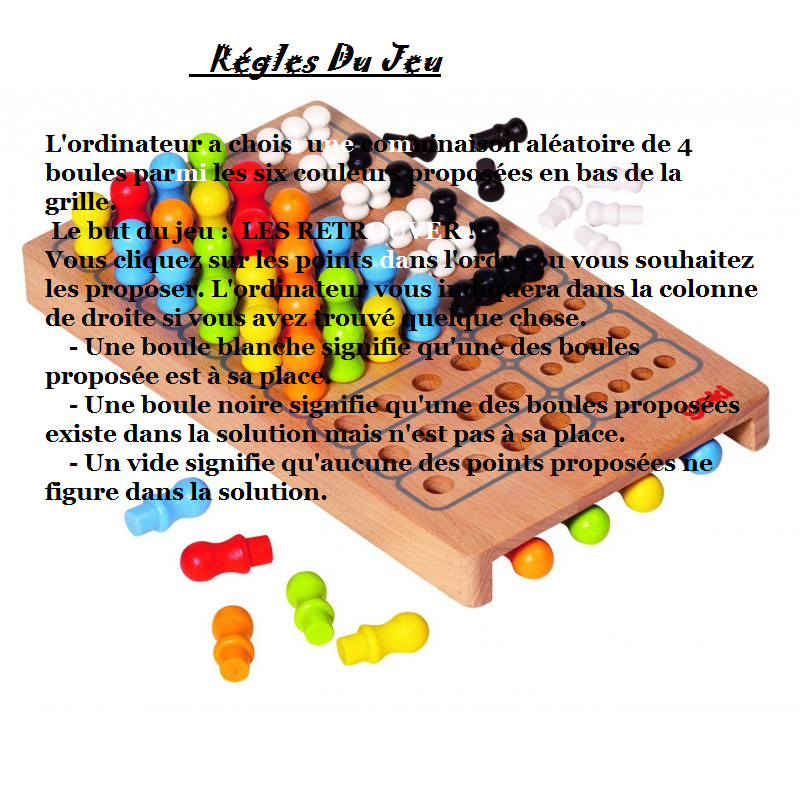 Régles Du Jeu
L'ordinateur a choisi une combinaison aléatoire de 4
boules parmi les six couleurs proposées en bas de la
grille.
Le but du jeu : LES RETROUVER !
Vous cliquez sur les points dans l'ordre ou vous souhaitez
les proposer. L'ordinateur vous indiquera dans la colonne
de droite si vous avez trouvé quelque chose.
- Une boule blanche signifie qu'une des boules
proposée est à sa place.
- Une boule noire signifie qu'une des boules proposées
existe dans la solution mais n'est pas à sa place.
- Un vide signifie qu'aucune des points proposées ne
figure dans la solution.
goki